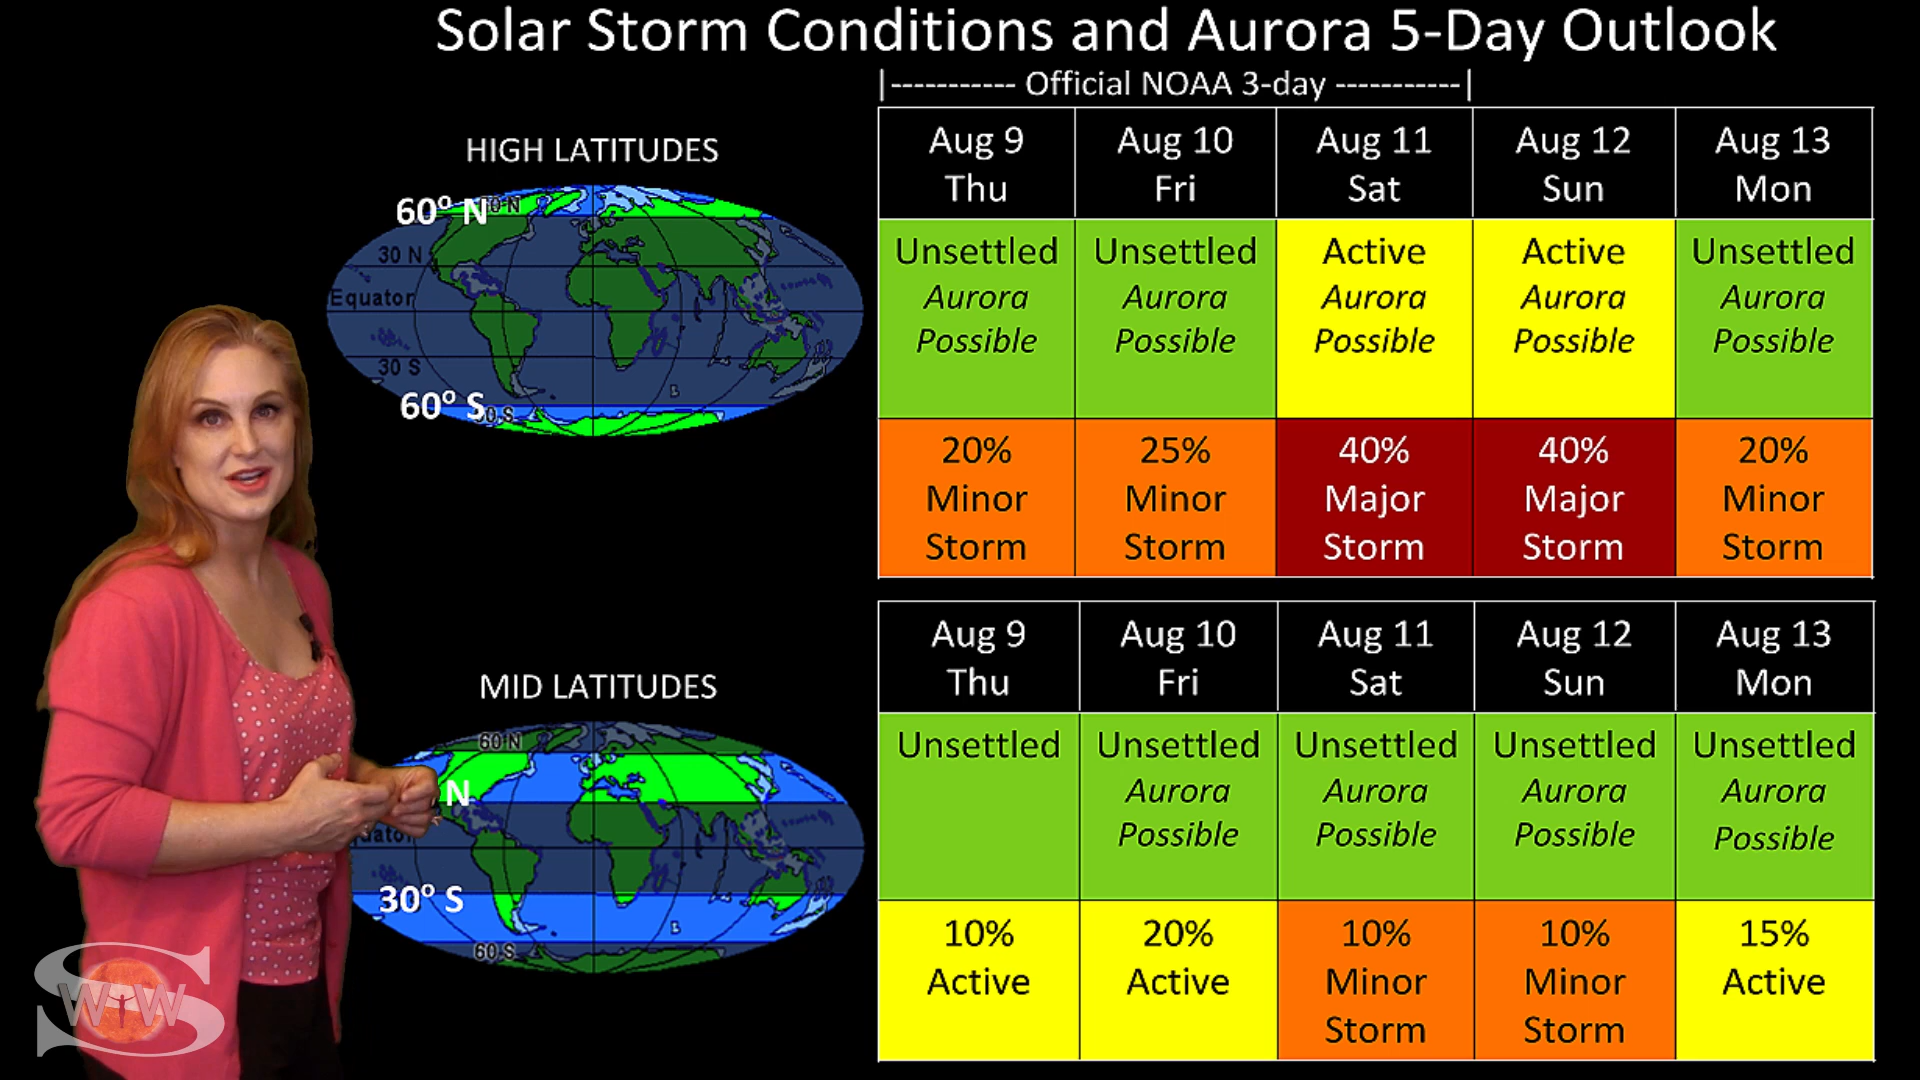 Solar Storm Conditions and Aurora 5-Day Outlook
|----------- Official NOAA 3-day -----------|
HIGH LATITUDES
60º N
30 N
Equator
30 S
60º S
Aug 9 Aug 10 Aug 11 Aug 12 Aug 13
Thu Fri Sat Sun Mon
Unsettled Unsettled Active Active Unsettled
Aurora Aurora Aurora Aurora Aurora
Possible Possible Possible Possible Possible
20% 25% 40% 40% 20%
Minor Minor Major Major Minor
Storm Storm Storm Storm Storm
MID LATITUDES
60 N
N
30º S
60 S
Aug 9 Aug 10 Aug 11 Aug 12 Aug 13
Thu Fri Sat Sun Mon
Unsettled Unsettled Unsettled Unsettled Unsettled
Aurora Aurora Aurora Aurora
Possible Possible Possible Possible
10% 20% 10% 10% 15%
Active Active Minor Minor Active
Storm Storm
SWTW